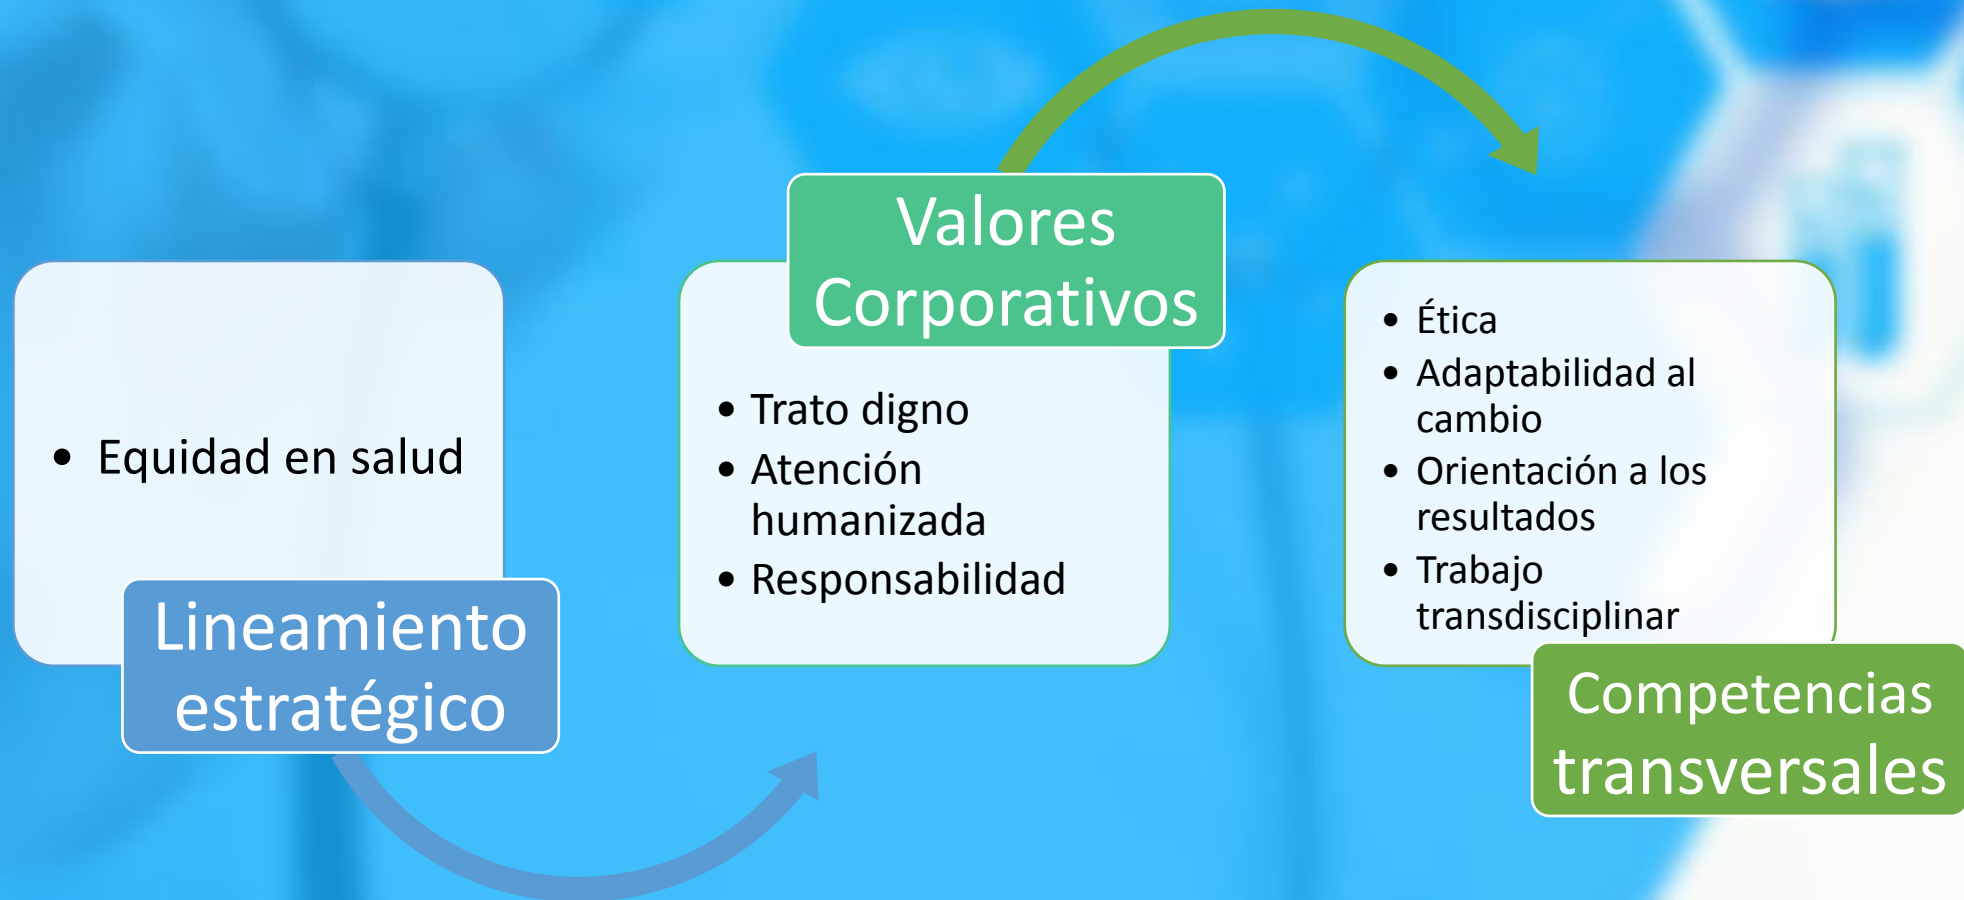 • Equidad en salud
Lineamiento
estratégico
Valores
Corporativos
• Trato digno
• Atención
humanizada
• Responsabilidad
• Ética
• Adaptabilidad al
cambio
• Orientación a los
resultados
• Trabajo
transdisciplinar
Competencias
transversales